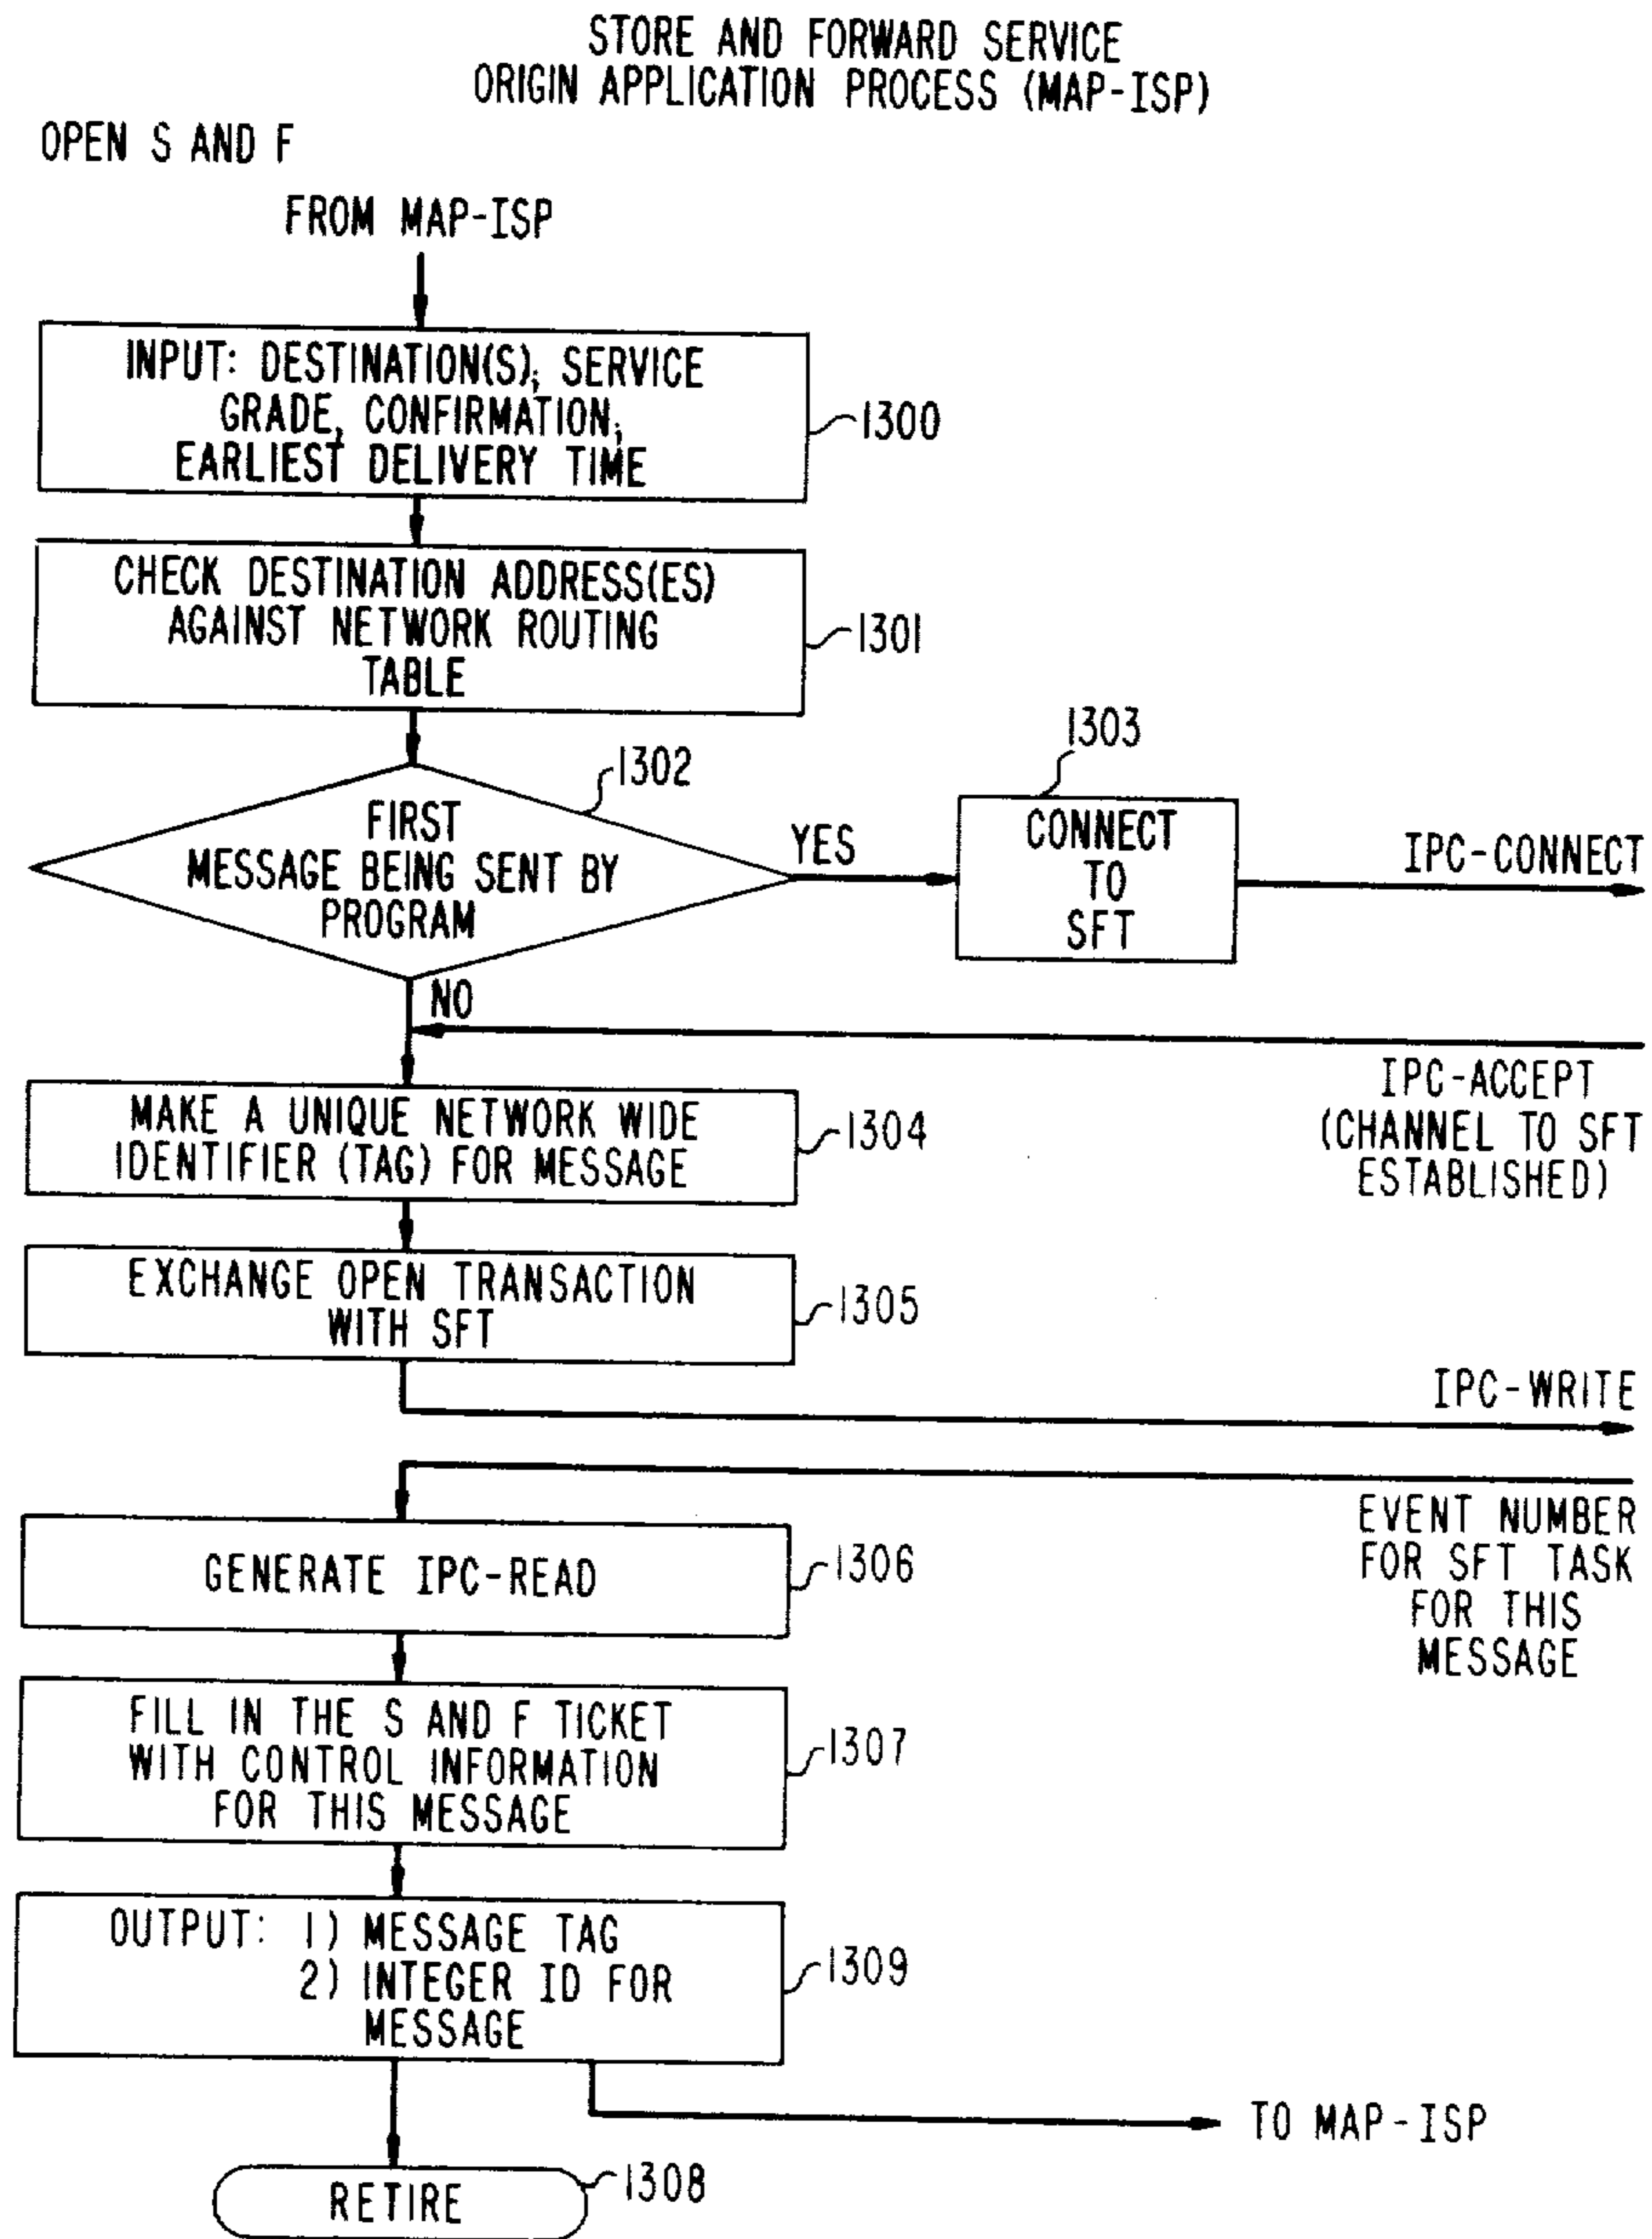 STORE AND FORWARD SERVICE
ORIGIN APPLICATION PROCESS (MAP-ISP)
OPEN S AND F
FROM MAP-ISP
INPUT: DESTINATION(S), SERVICE
GRADE, CONFIRMATION,
EARLIEST DELIVERY TIME
1300
CHECK DESTINATION ADDRESS(ES)
AGAINST NETWORK ROUTING
TABLE
1301
1302
FIRST
MESSAGE BEING SENT BY
PROGRAM
YES
1303
CONNECT
TO
SFT
IPC-CONNECT
NO
IPC-ACCEPT
(CHANNEL TO SFT
ESTABLISHED)
MAKE A UNIQUE NETWORK WIDE
IDENTIFIER (TAG) FOR MESSAGE
1304
EXCHANGE OPEN TRANSACTION
WITH SFT
1305
IPC-WRITE
EVENT NUMBER
FOR SFT TASK
FOR THIS
MESSAGE
GENERATE IPC-READ
1306
FILL IN THE S AND F TICKET
WITH CONTROL INFORMATION
FOR THIS MESSAGE
1307
OUTPUT: 1) MESSAGE TAG
2) INTEGER ID FOR
MESSAGE
1309
TO MAP-ISP
RETIRE
1308